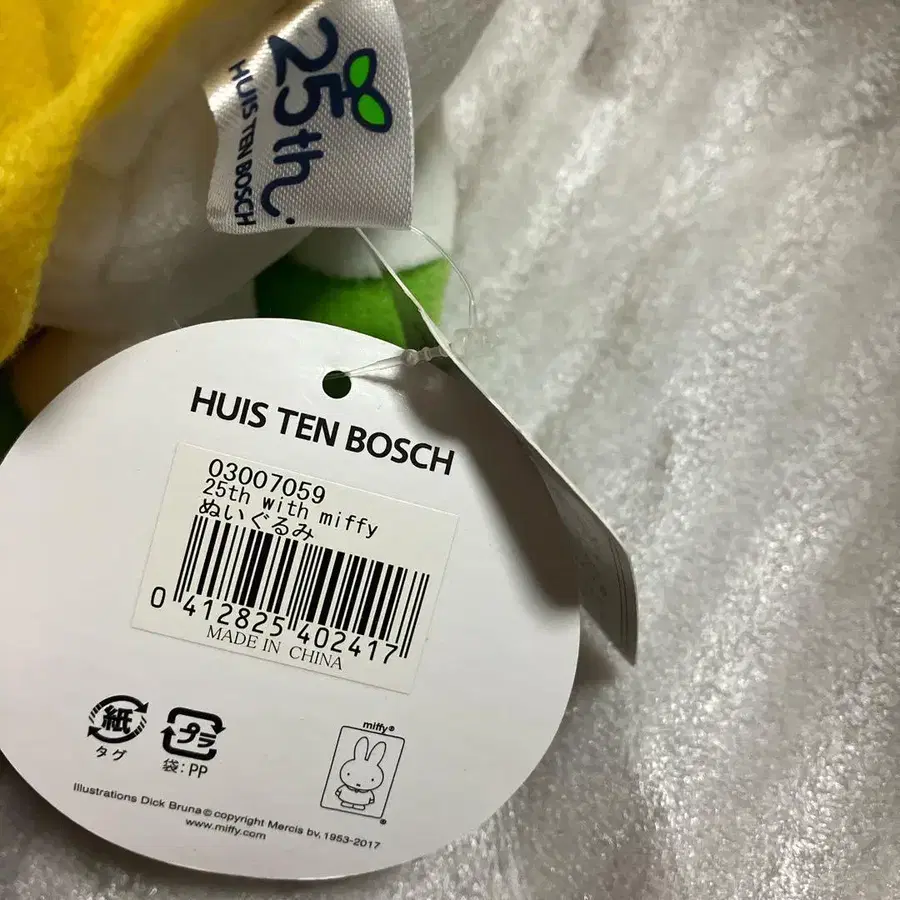 25th
HUIS TEN BOSCH
HUIS TEN BOSCH
03007059
25th with miffy
ぬいぐるみ
0 412825 402417
MADE IN CHINA
紙
タグ
プラ
袋:PP
miffy®
®
Illustrations Dick Bruna © copyright Mercis bv, 1953-2017
www.miffy.com